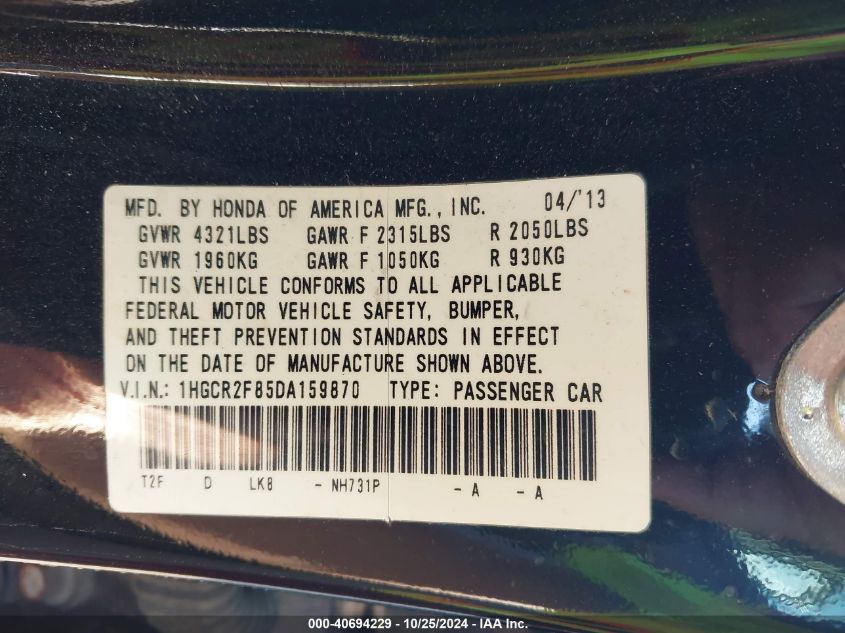 MFD. BY HONDA OF AMERICA MFG., INC. 04/'13
GVWR 4321LBS GAWR F 2315LBS R 2050LBS
GVWR 1960KG GAWR F 1050KG R 930KG
THIS VEHICLE CONFORMS TO ALL APPLICABLE
FEDERAL MOTOR VEHICLE SAFETY, BUMPER,
AND THEFT PREVENTION STANDARDS IN EFFECT
ON THE DATE OF MANUFACTURE SHOWN ABOVE.
V.I.N.: 1HGCR2F85DA159870 TYPE: PASSENGER CAR
T2F D LK8 - NH731P - A - A
000-40694229 - 10/25/2024 - IAA Inc.